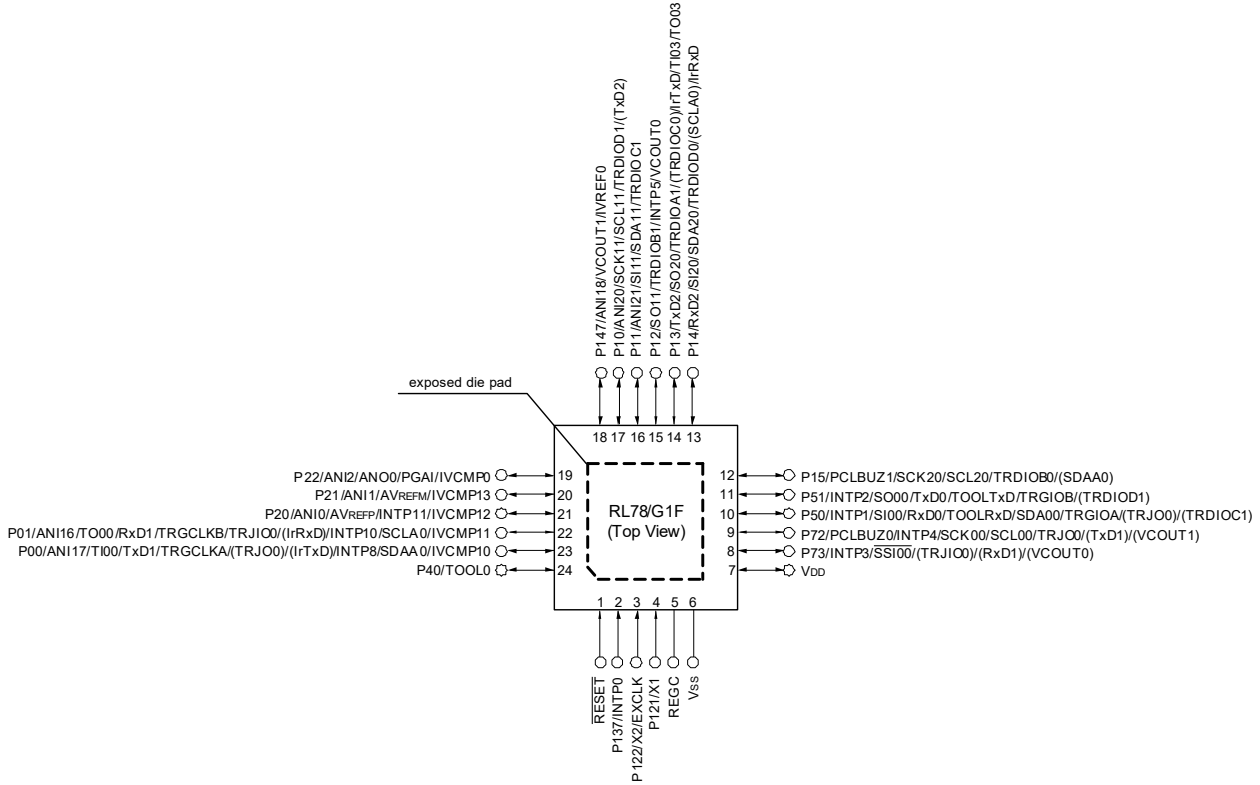 P147/ANI18/VCOUT1/IVREF0
P10/ANI20/SCK11/SCL11/TRDIOD1/(TxD2)
P11/ANI21/SI11/SDA11/TRDIOC1
P12/SO11/TRDIOB1/INTP5/VCOUT0
P13/TxD2/SO20/TRDIOA1/(TRDIOC0)/IrTxD/TI03/TO03
P14/RxD2/SI20/SDA20/TRDIOD0/(SCLA0)/IrRxD
exposed die pad
18 17 16 15 14 13
P22/ANI2/ANO0/PGAI/IVCMP0 19
P21/ANI1/AVREFM/IVCMP13 20
P20/ANI0/AVREFP/INTP11/IVCMP12 21
P01/ANI16/TO00/RxD1/TRGCLKB/TRJIO0/(IrRxD)/INTP10/SCLA0/IVCMP11 22
P00/ANI17/TI00/TxD1/TRGCLKA/(TRJO0)/(IrTxD)/INTP8/SDAA0/IVCMP10 23
P40/TOOL0 24
RL78/G1F
(Top View)
12 P15/PCLBUZ1/SCK20/SCL20/TRDIOB0/(SDAA0)
11 P51/INTP2/SO00/TxD0/TOOLTxD/TRGIOB/(TRDIOD1)
10 P50/INTP1/SI00/RxD0/TOOLRxD/SDA00/TRGIOA/(TRJO0)/(TRDIOC1)
9 P72/PCLBUZ0/INTP4/SCK00/SCL00/TRJO0/(TxD1)/(VCOUT1)
8 P73/INTP3/SSI00/(TRJIO0)/(RxD1)/(VCOUT0)
7 VDD
1 2 3 4 5 6
RESET
P137/INTP0
P122/X2/EXCLK
P121/X1
REGC
Vss